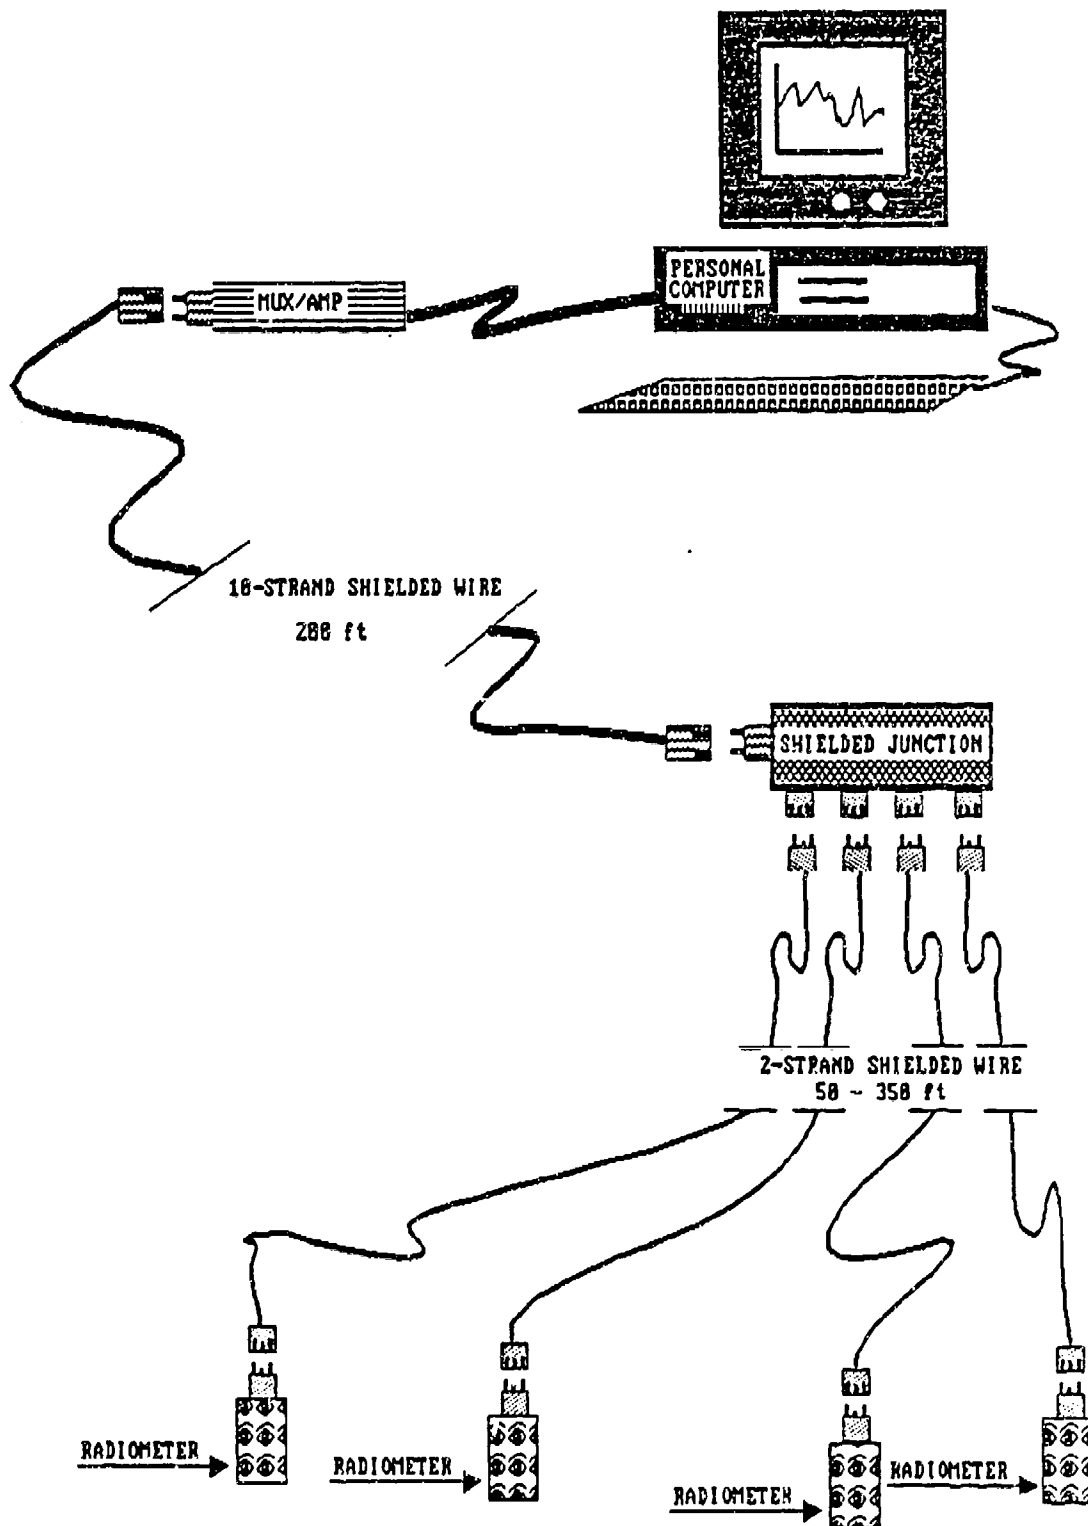 PERSONAL
COMPUTER
MUX/AMP
10-STRAND SHIELDED WIRE
200 ft
SHIELDED JUNCTION
2-STRAND SHIELDED WIRE
50 - 350 ft
RADIOMETER
RADIOMETER
RADIOMETER
RADIOMETER